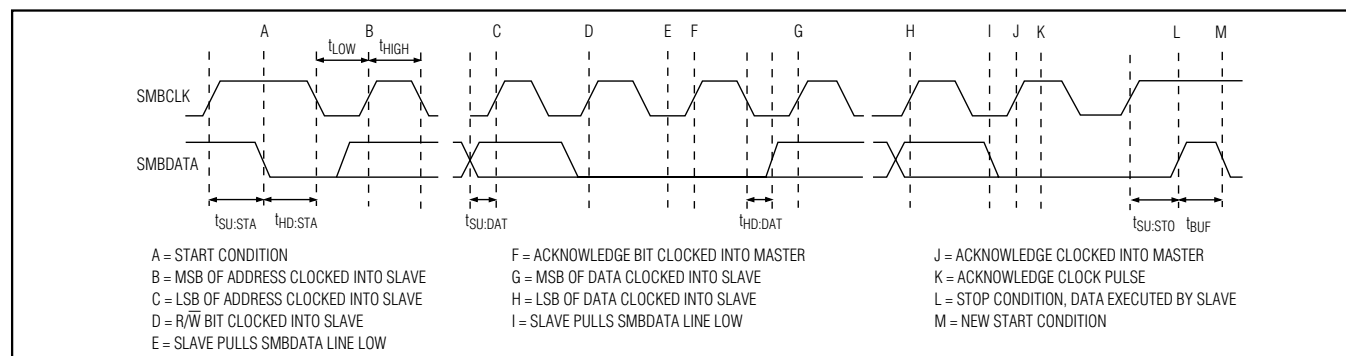 A B C D E F G H I J K L M
tLOW tHIGH
SMBCLK
SMBDATA
tSU:STA tHD:STA tSU:DAT tHD:DAT tSU:STO tBUF
A = START CONDITION
B = MSB OF ADDRESS CLOCKED INTO SLAVE
C = LSB OF ADDRESS CLOCKED INTO SLAVE
D = R/W̅ BIT CLOCKED INTO SLAVE
E = SLAVE PULLS SMBDATA LINE LOW
F = ACKNOWLEDGE BIT CLOCKED INTO MASTER
G = MSB OF DATA CLOCKED INTO SLAVE
H = LSB OF DATA CLOCKED INTO SLAVE
I = SLAVE PULLS SMBDATA LINE LOW
J = ACKNOWLEDGE CLOCKED INTO MASTER
K = ACKNOWLEDGE CLOCK PULSE
L = STOP CONDITION, DATA EXECUTED BY SLAVE
M = NEW START CONDITION